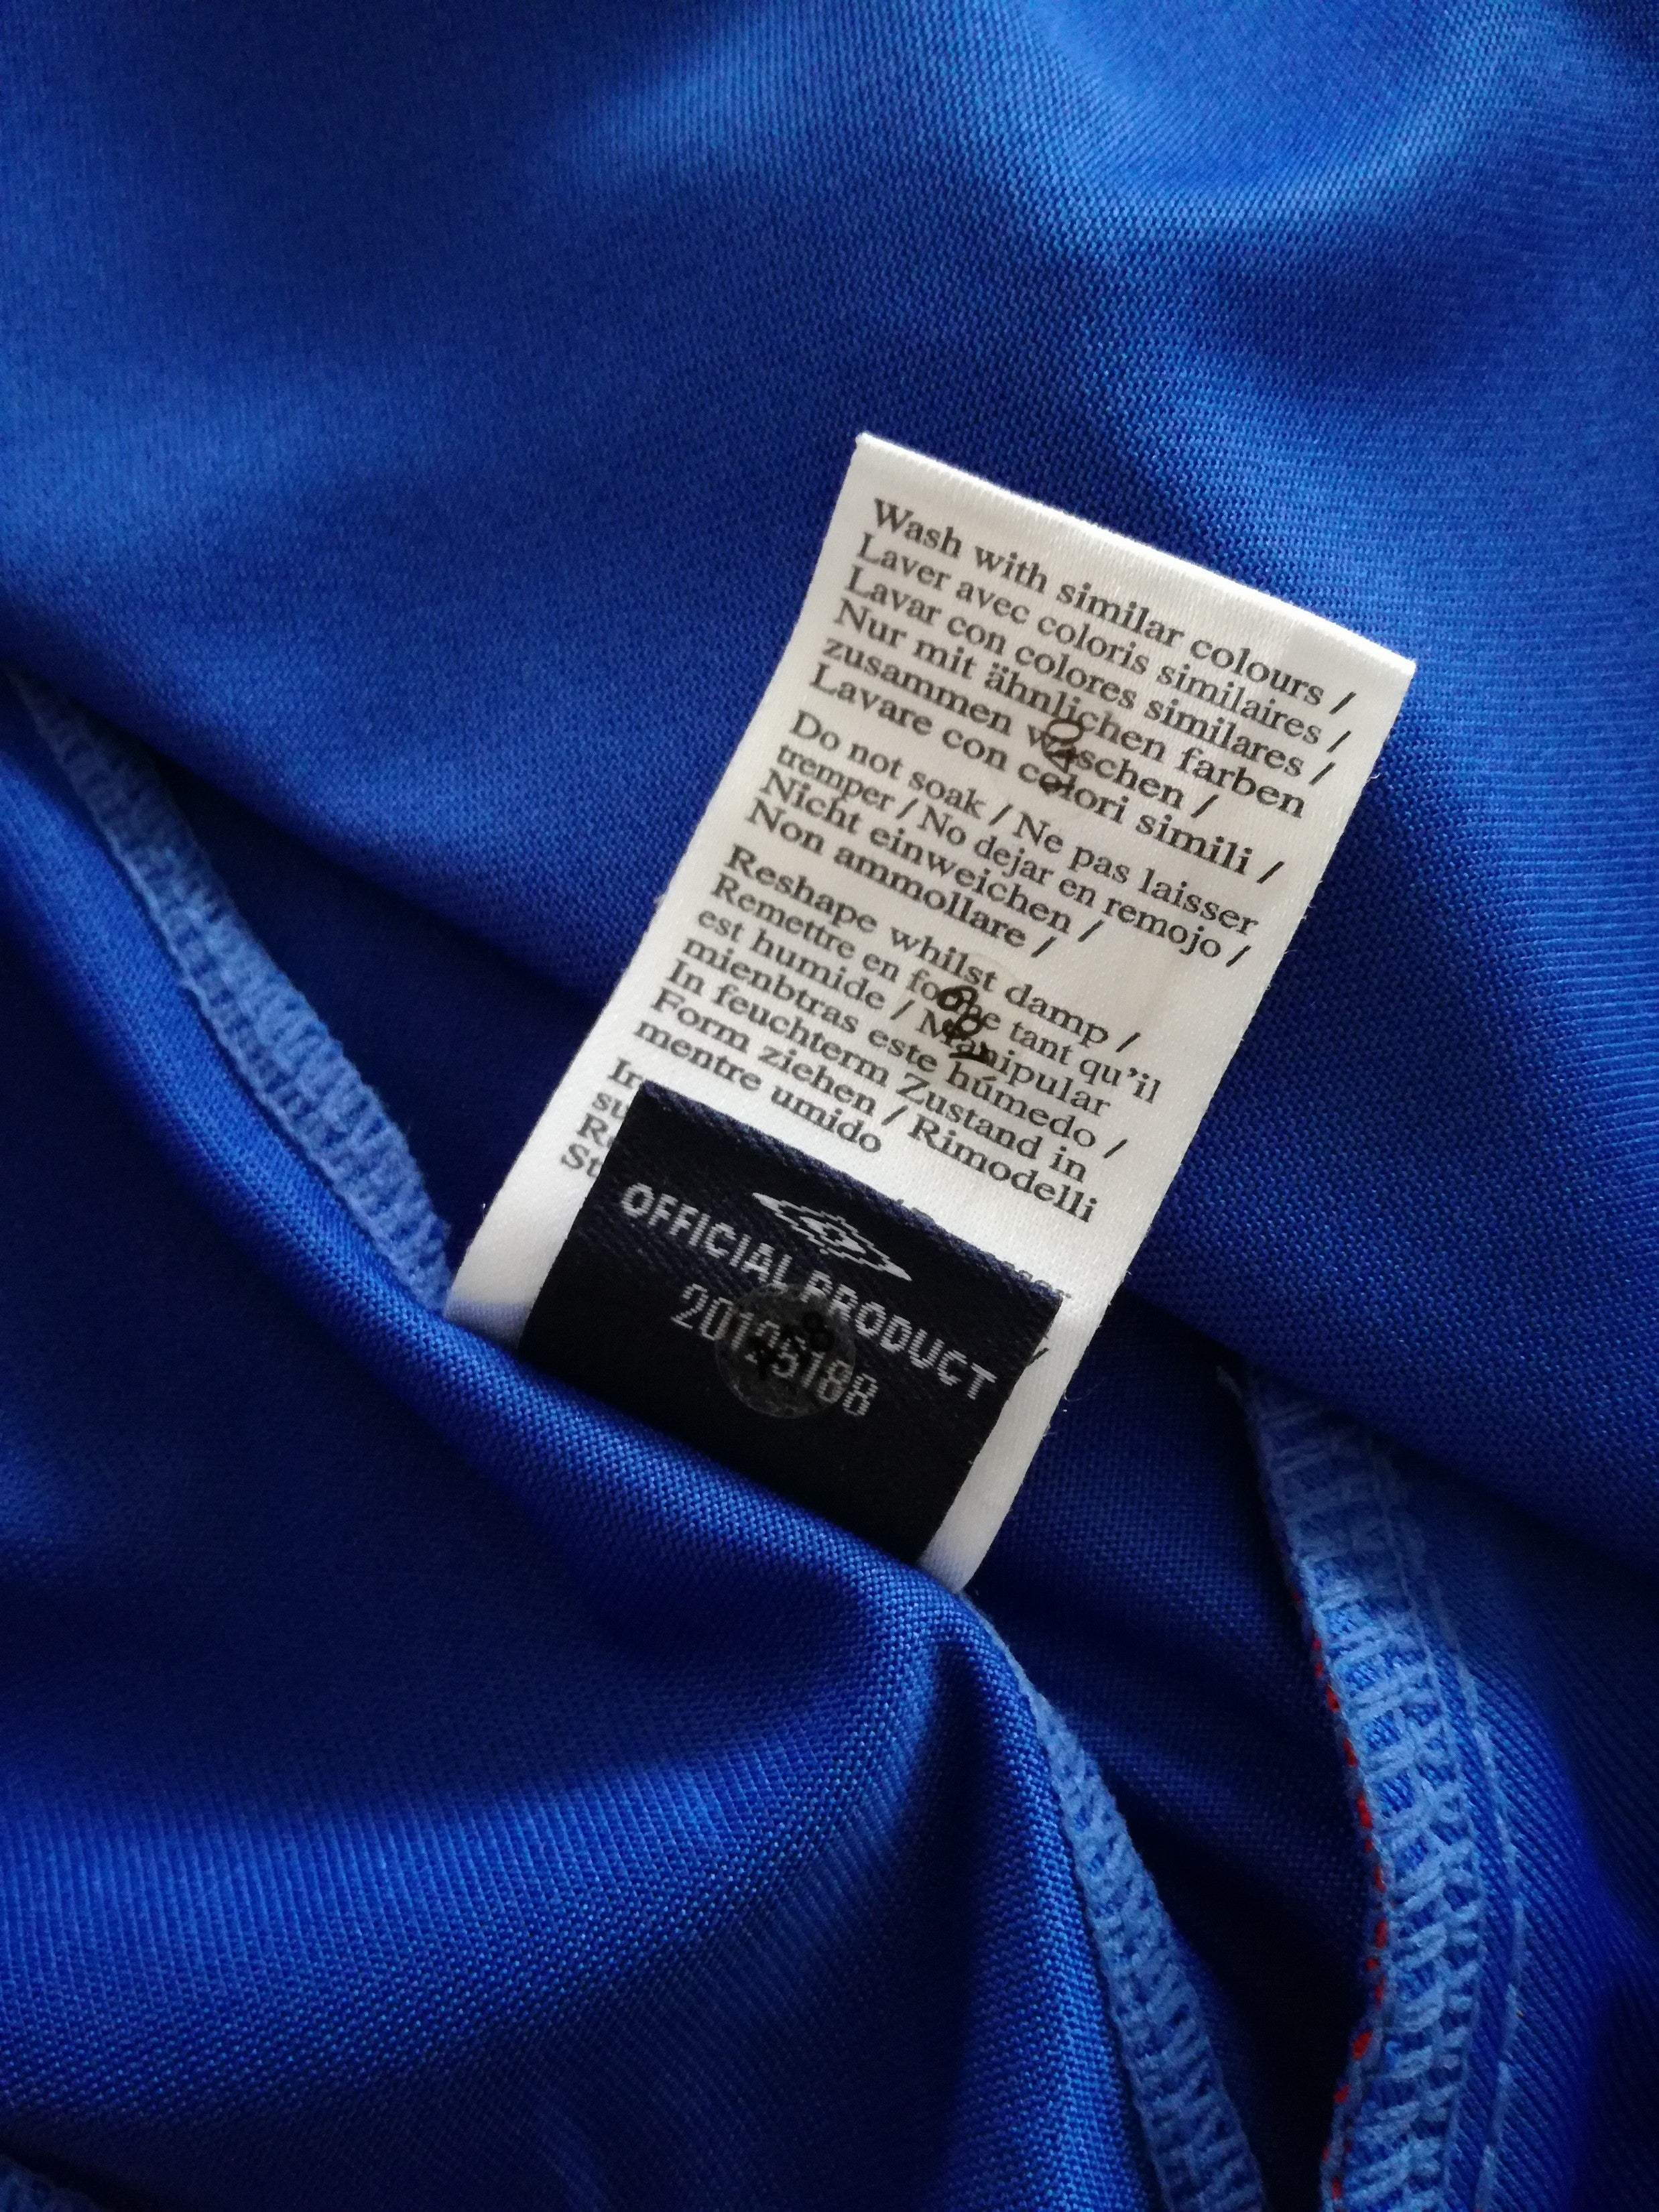 Wash with similar colours /
Laver avec coloris similaires /
Lavar con colores similares /
Nur mit ähnlichen farben
zusammen waschen /
Lavare con colori simili /
Do not soak / Ne pas laisser
tremper / No dejar en remojo /
Nicht einweichen /
Non ammollare /
Reshape whilst damp /
Remettre en forme tant qu'il
est humide / Manipular
mienbtras este húmedo /
In feuchterm Zustand in
Form ziehen / Rimodelli
mentre umido
OFFICIAL PRODUCT